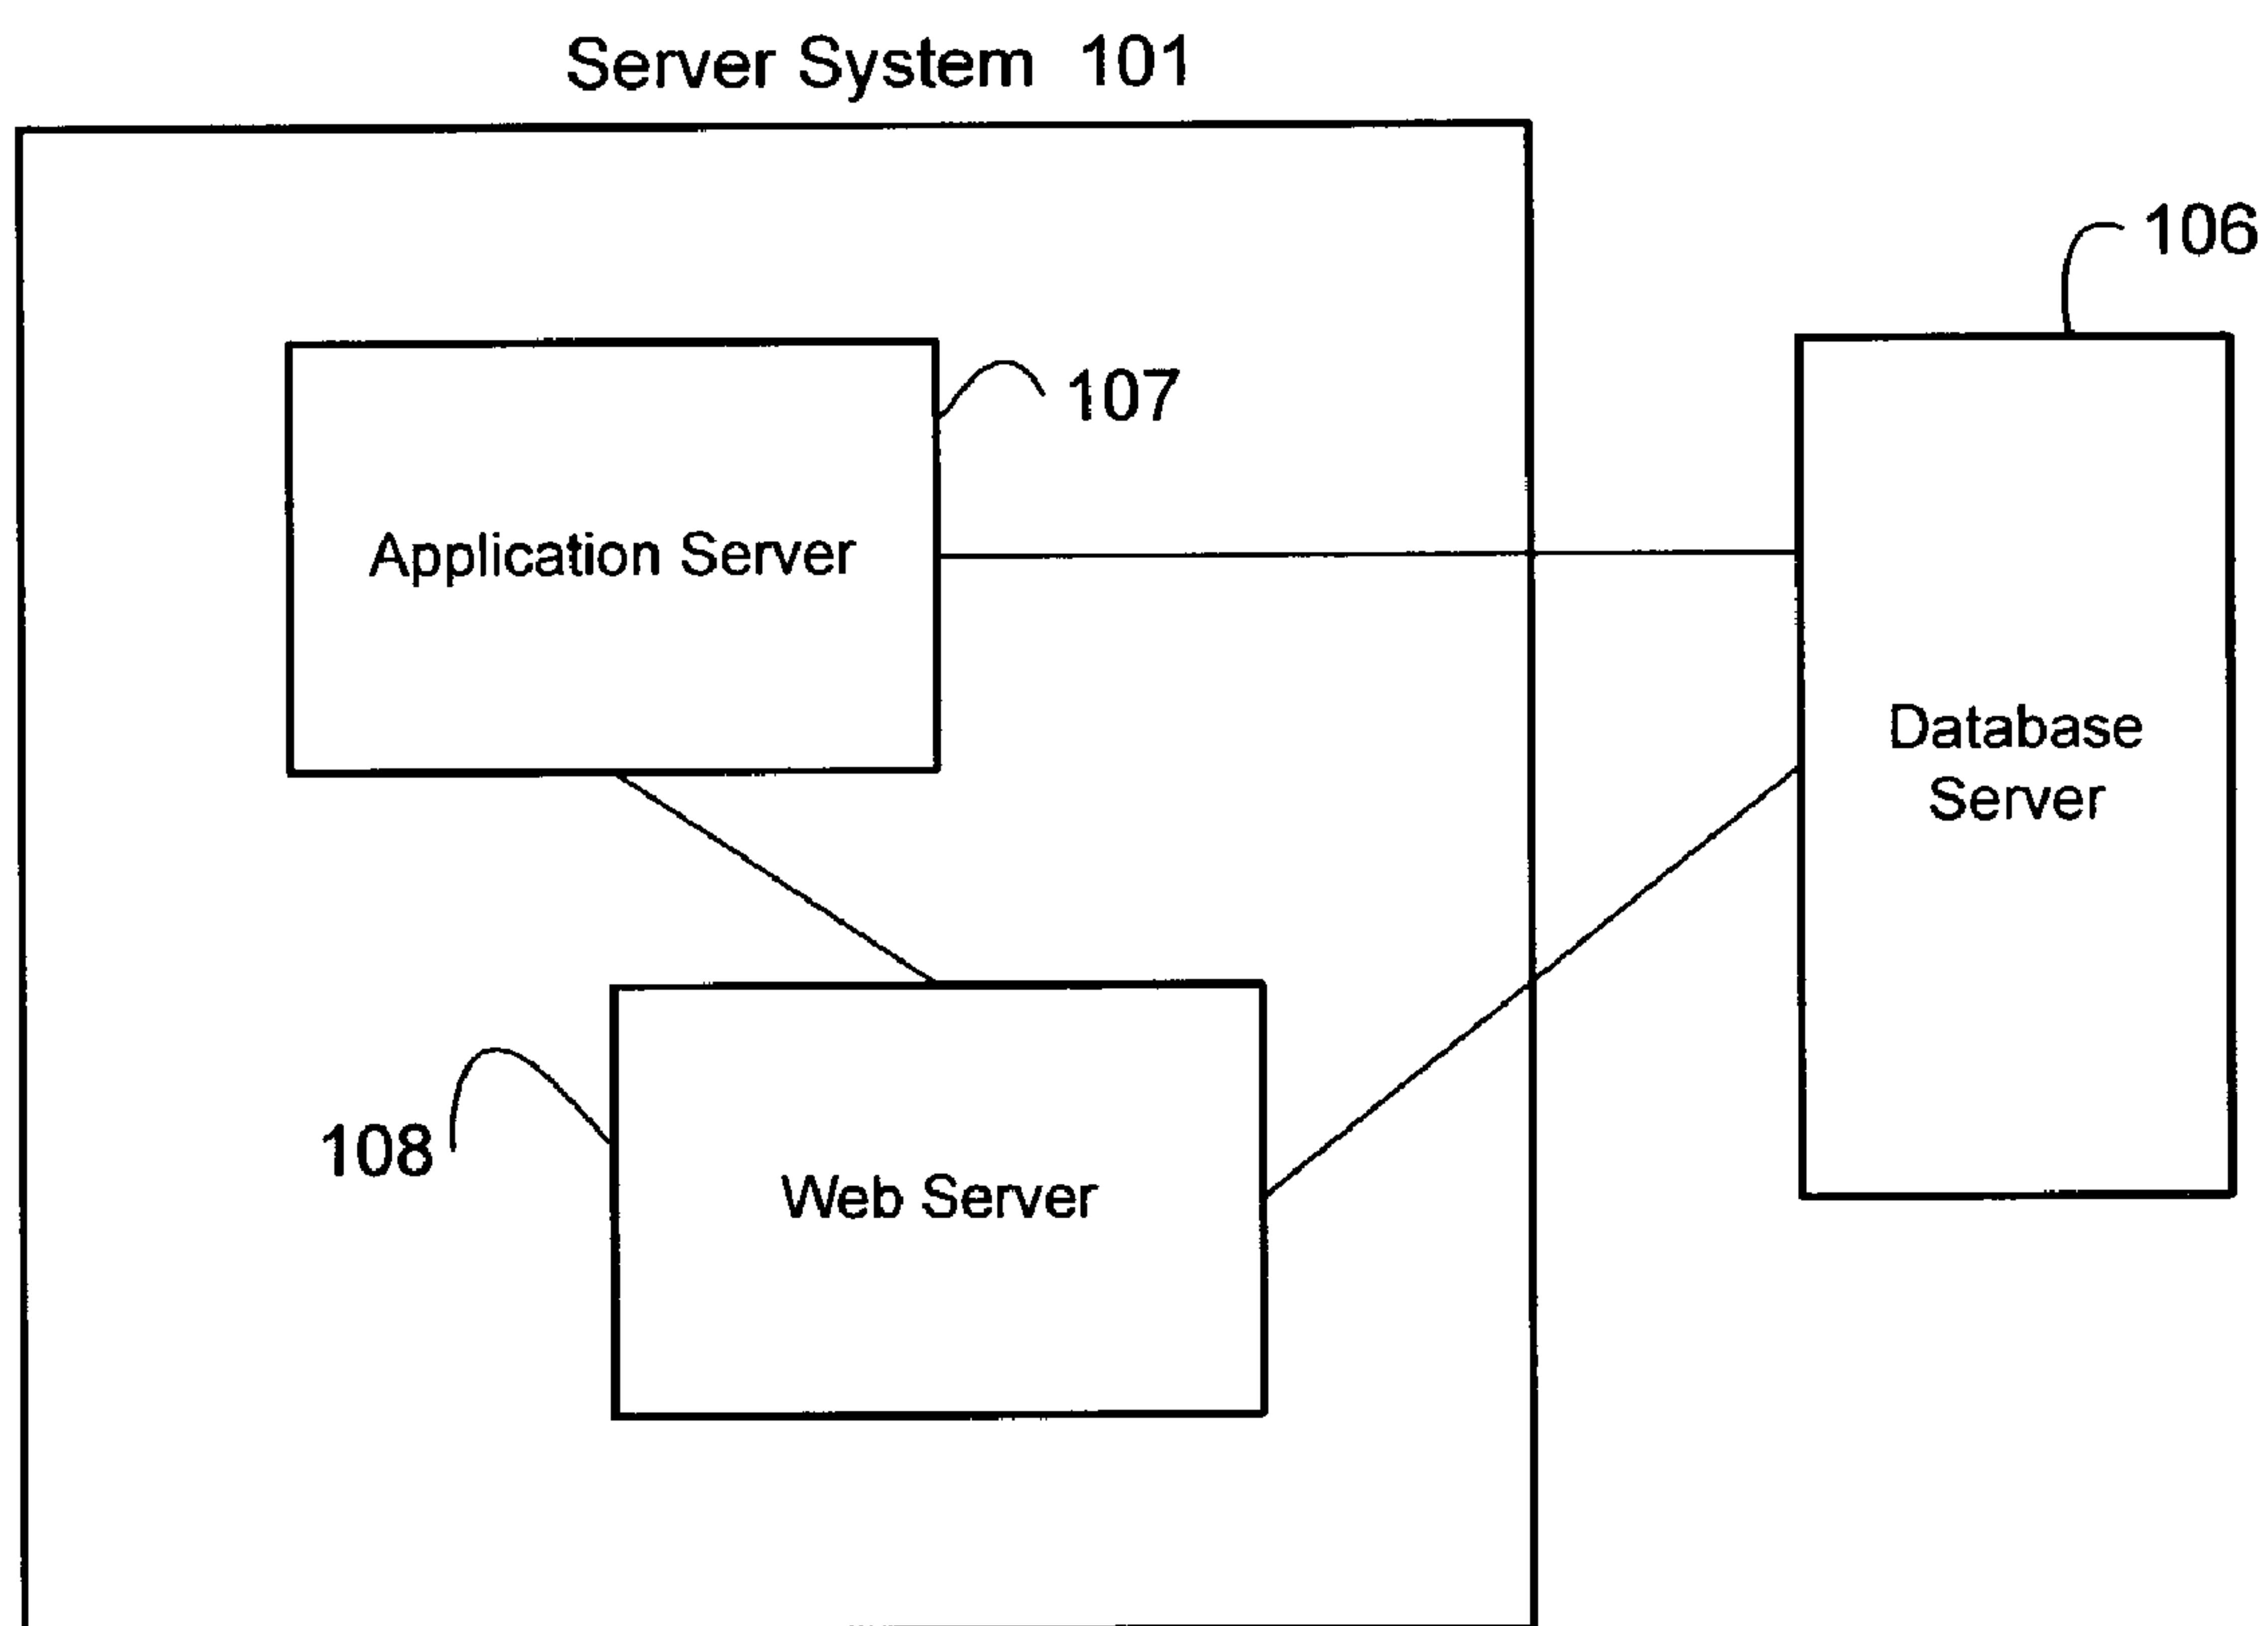 Server System 101
106
107
Application Server
Database
Server
108
Web Server